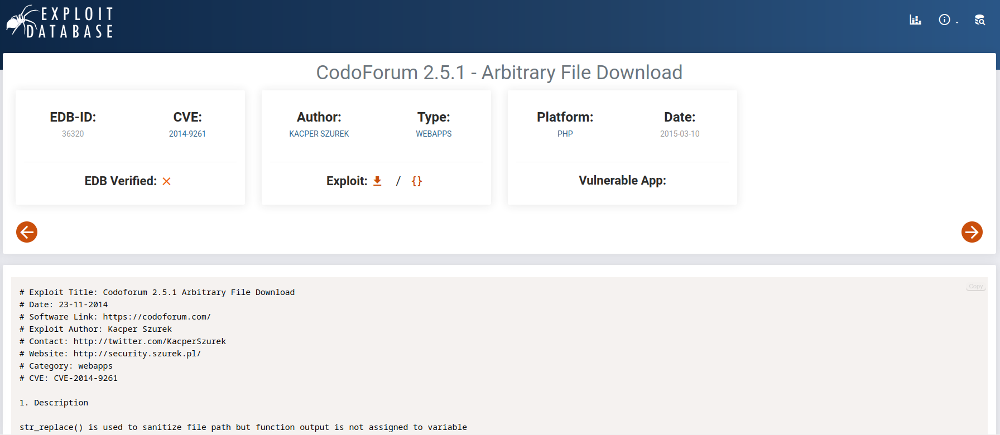 EXPLOIT
DATABASE
CodoForum 2.5.1 - Arbitrary File Download
EDB-ID:
36320
CVE:
2014-9261
EDB Verified:
Author:
KACPER SZUREK
Type:
WEBAPPS
Exploit: / {}
Platform:
PHP
Date:
2015-03-10
Vulnerable App:
Copy
# Exploit Title: Codoforum 2.5.1 Arbitrary File Download
# Date: 23-11-2014
# Software Link: https://codoforum.com/
# Exploit Author: Kacper Szurek
# Contact: http://twitter.com/KacperSzurek
# Website: http://security.szurek.pl/
# Category: webapps
# CVE: CVE-2014-9261
1. Description
str_replace() is used to sanitize file path but function output is not assigned to variable